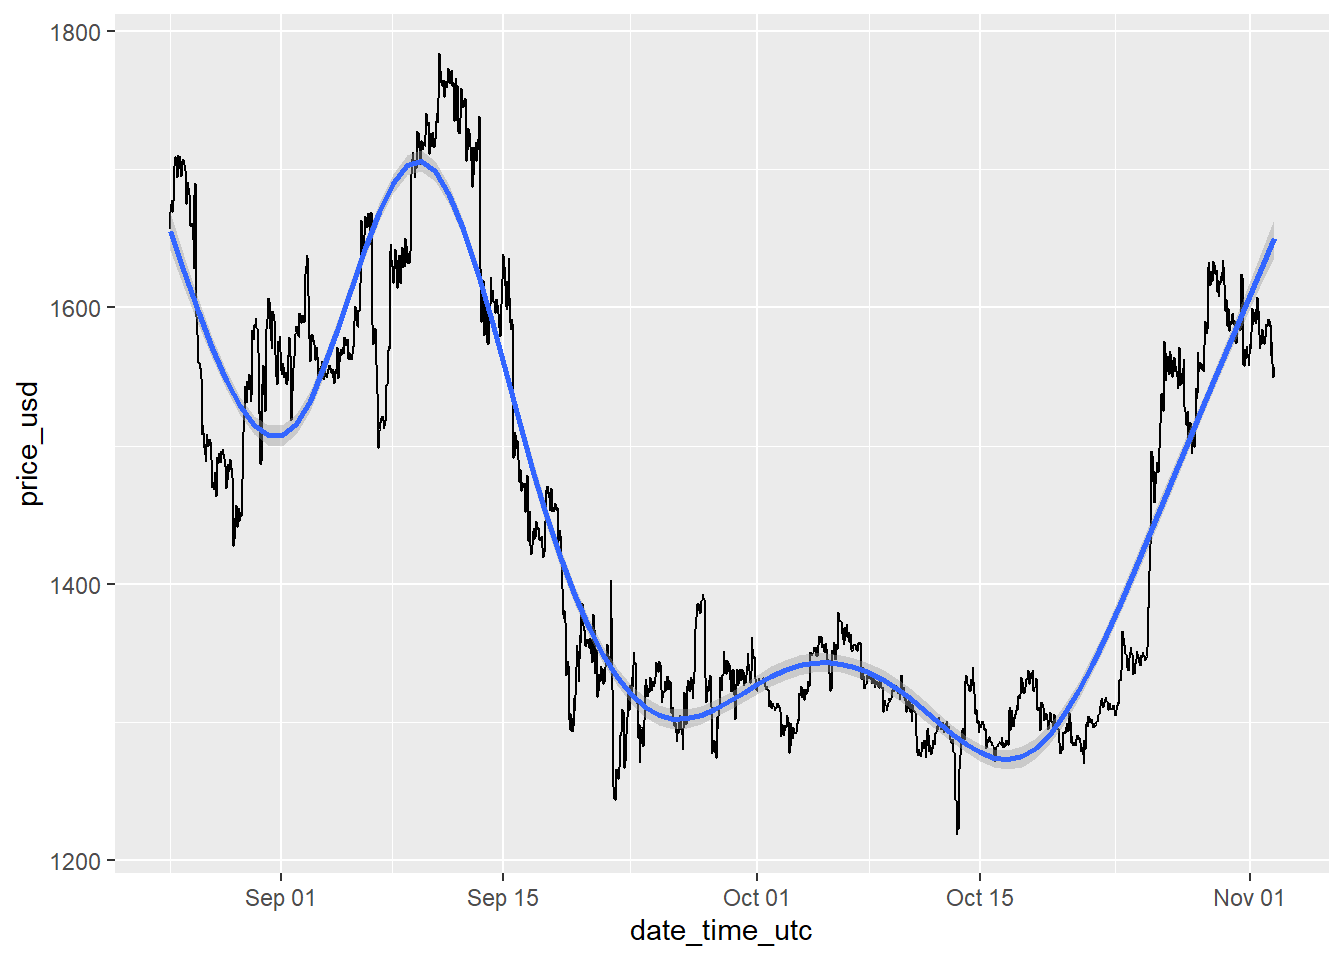 1800
1600
1400
1200
price_usd
Sep 01
Sep 15
Oct 01
Oct 15
Nov 01
date_time_utc